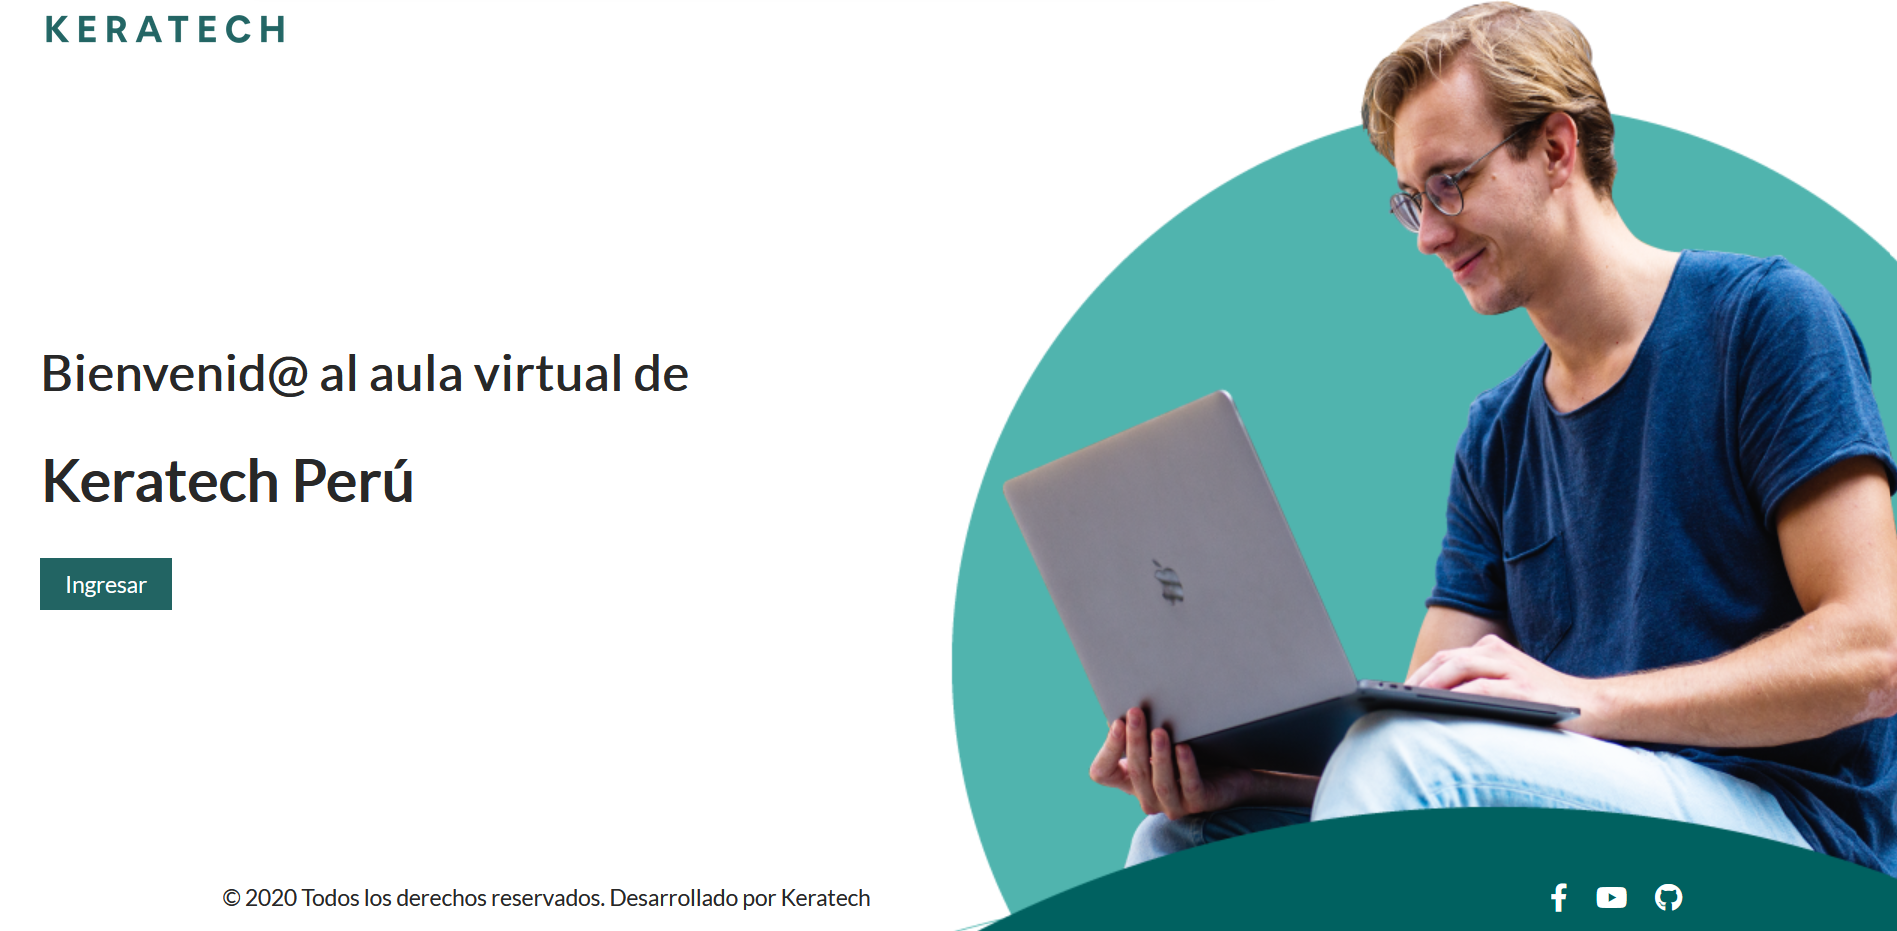 KERATECH
Bienvenid@ al aula virtual de
Keratech Perú
Ingresar
© 2020 Todos los derechos reservados. Desarrollado por Keratech